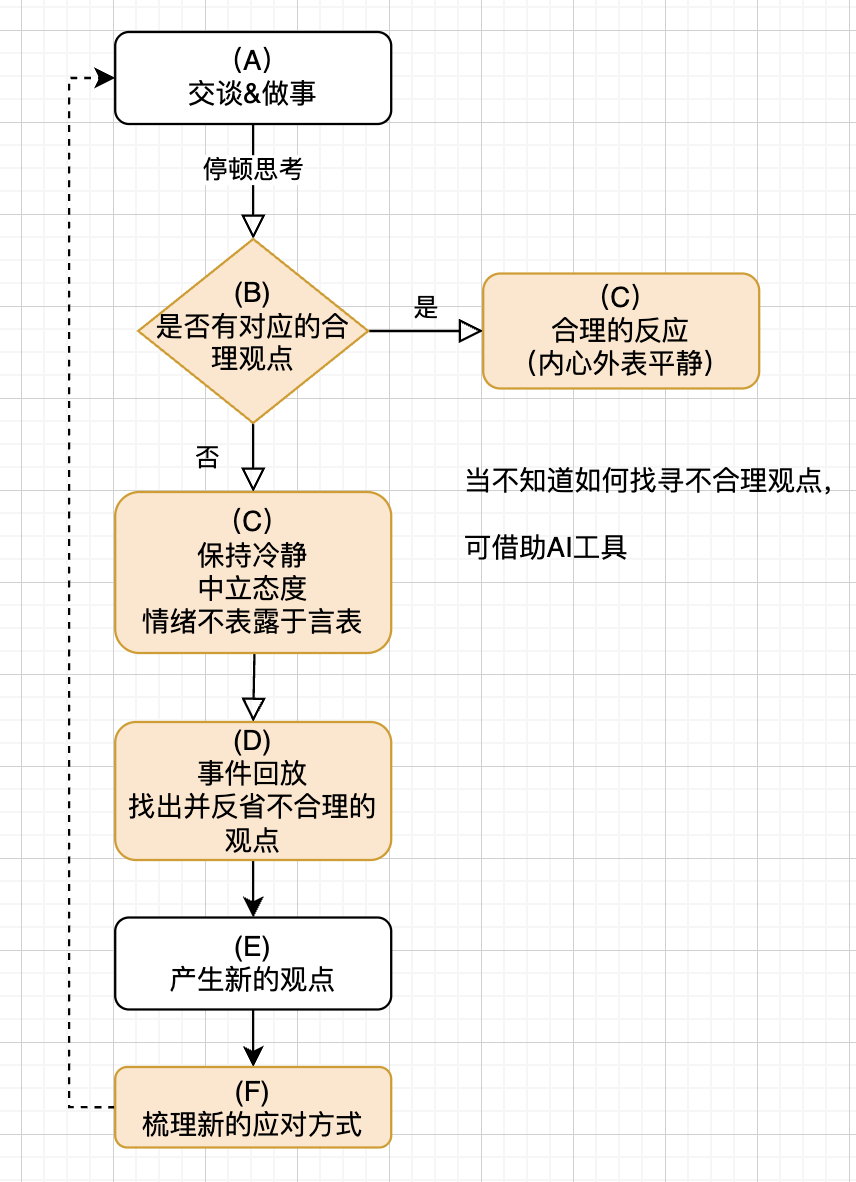 (A)
交谈&做事
停顿思考
(B)
是否有对应的合
理观点
是
(C)
合理的反应
(内心外表平静)
否
(C)
保持冷静
中立态度
情绪不表露于言表
当不知道如何找寻不合理观点,
可借助AI工具
(D)
事件回放
找出并反省不合理的
观点
(E)
产生新的观点
(F)
梳理新的应对方式